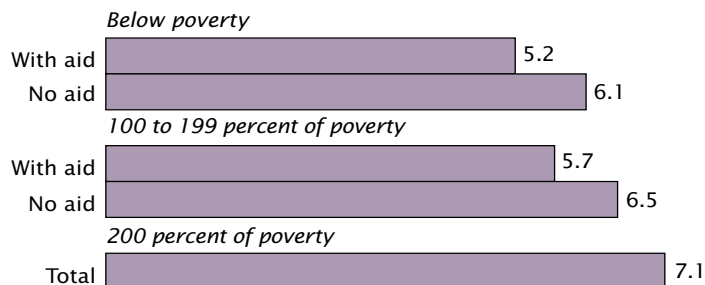 Below poverty
With aid 5.2
No aid 6.1
100 to 199 percent of poverty
With aid 5.7
No aid 6.5
200 percent of poverty
Total 7.1